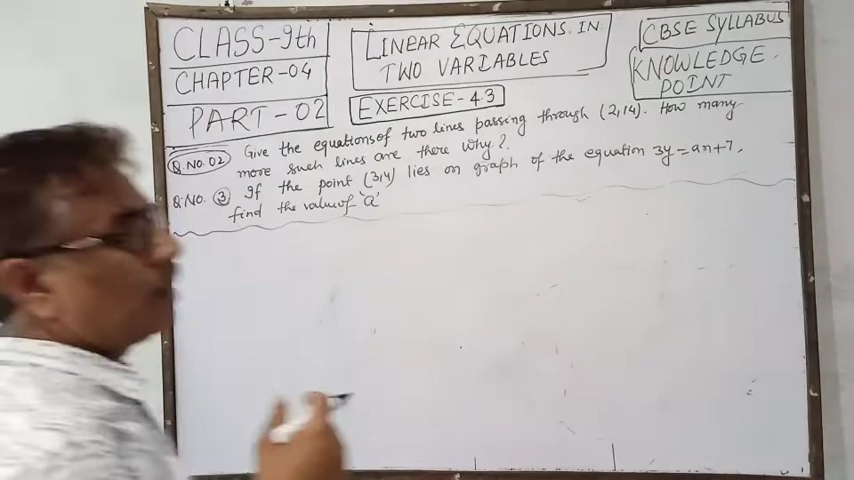 CLASS-9th
CHAPTER-04
PART-02
LINEAR EQUATIONS IN
TWO VARIABLES
EXERCISE-4.3
CBSE SYLLABUS
KNOWLEDGE
POINT
Q.NO.02 Give the equations of two lines passing through (2,14). How many
more such lines are there why?
Q.NO. 3 If the point (3,4) lies on graph of the equation 3y=ax+7,
find the value of 'a'